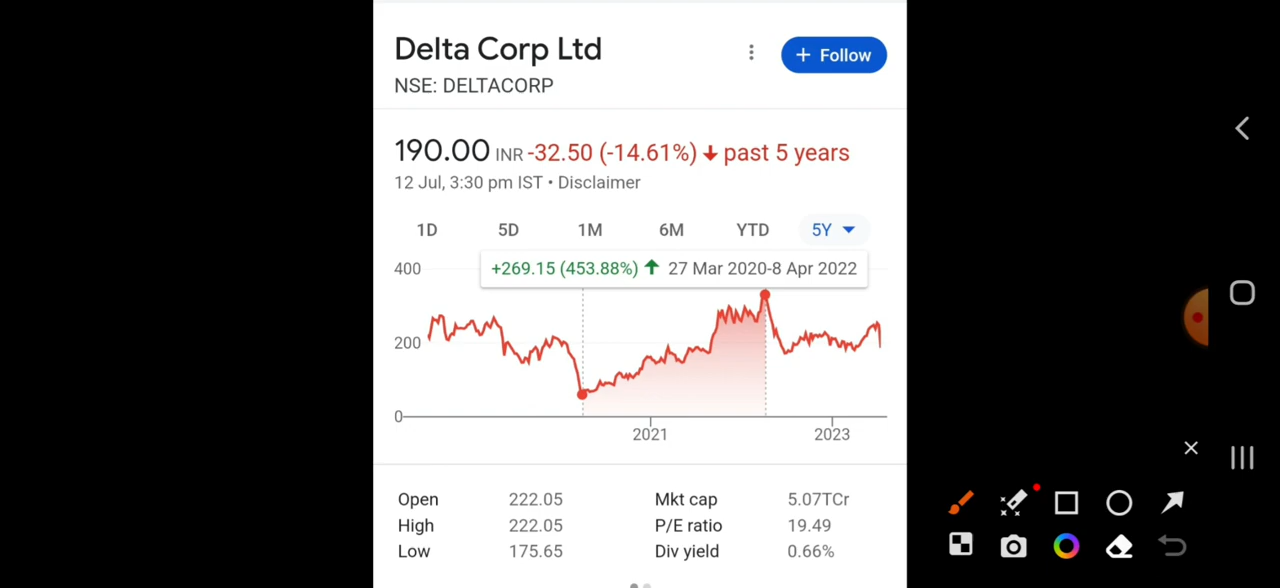 Delta Corp Ltd
+ Follow
NSE: DELTACORP
190.00 INR -32.50 (-14.61%) ↓ past 5 years
12 Jul, 3:30 pm IST • Disclaimer
1D 5D 1M 6M YTD 5Y
+269.15 (453.88%) ↑ 27 Mar 2020-8 Apr 2022
400
200
0
2021 2023
Open 222.05 Mkt cap 5.07TCr
High 222.05 P/E ratio 19.49
Low 175.65 Div yield 0.66%